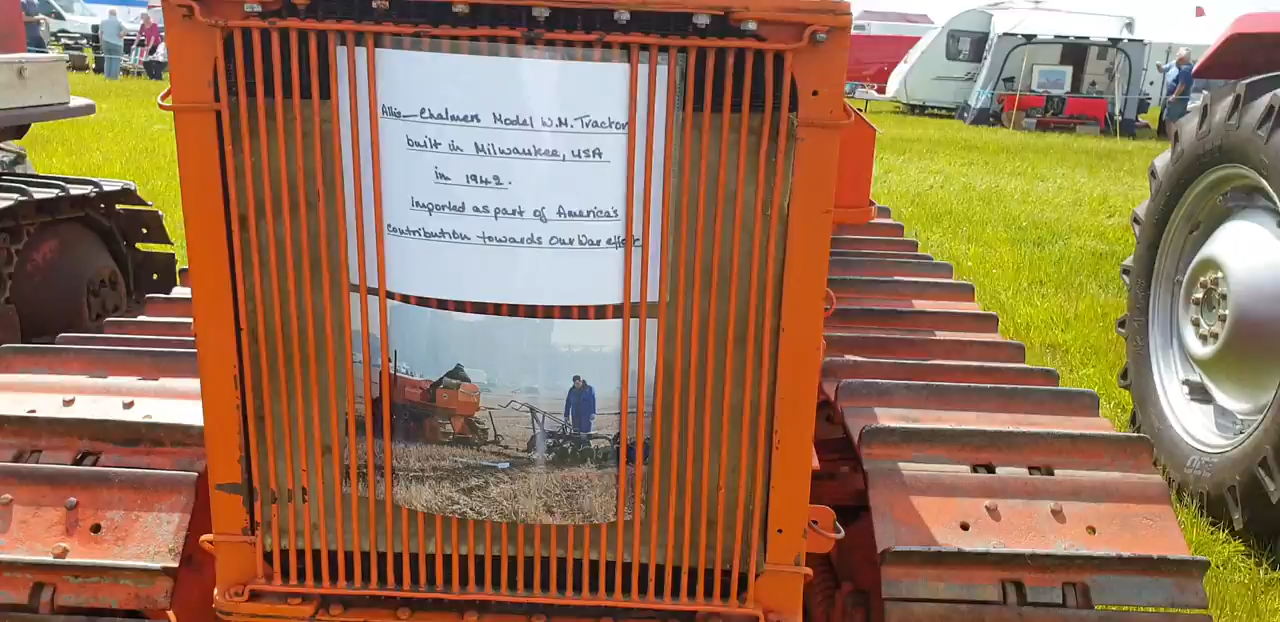 Allis-Chalmers Model W.M. Tractor
built in Milwaukee, USA
in 1942.
Imported as part of America's
contribution towards Our War effort